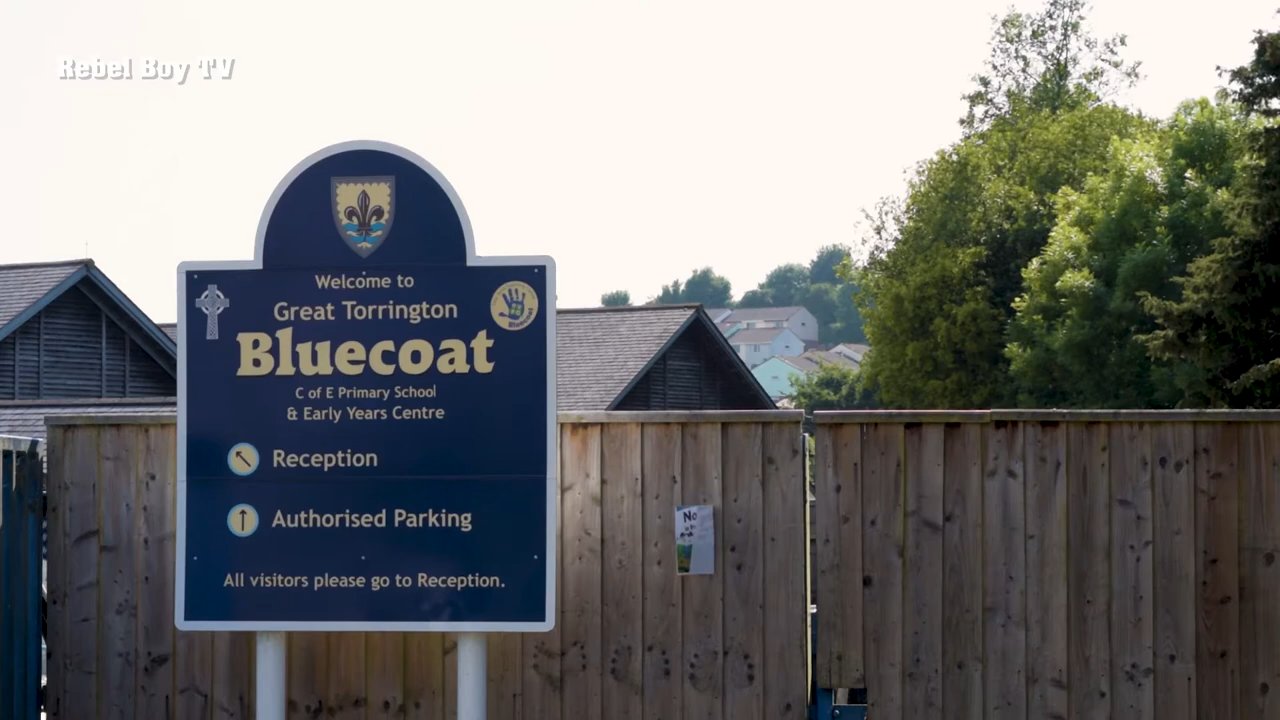 Rebel Boy TV
Welcome to
Great Torrington
Bluecoat
C of E Primary School
& Early Years Centre
Reception
Authorised Parking
All visitors please go to Reception.
Bluecoat
No